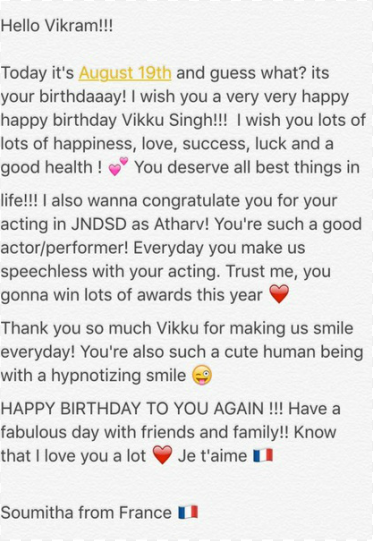 Hello Vikram!!!
Today it's August 19th and guess what? its
your birthdaaay! I wish you a very very happy
happy birthday Vikku Singh!!!  I wish you lots of
lots of happiness, love, success, luck and a
good health ! 💕 You deserve all best things in
life!!! I also wanna congratulate you for your
acting in JNDSD as Atharv! You're such a good
actor/performer! Everyday you make us
speechless with your acting. Trust me, you
gonna win lots of awards this year ❤️
Thank you so much Vikku for making us smile
everyday! You're also such a cute human being
with a hypnotizing smile 😜
HAPPY BIRTHDAY TO YOU AGAIN !!! Have a
fabulous day with friends and family!! Know
that I love you a lot ❤️ Je t'aime 🇫🇷
Soumitha from France 🇫🇷